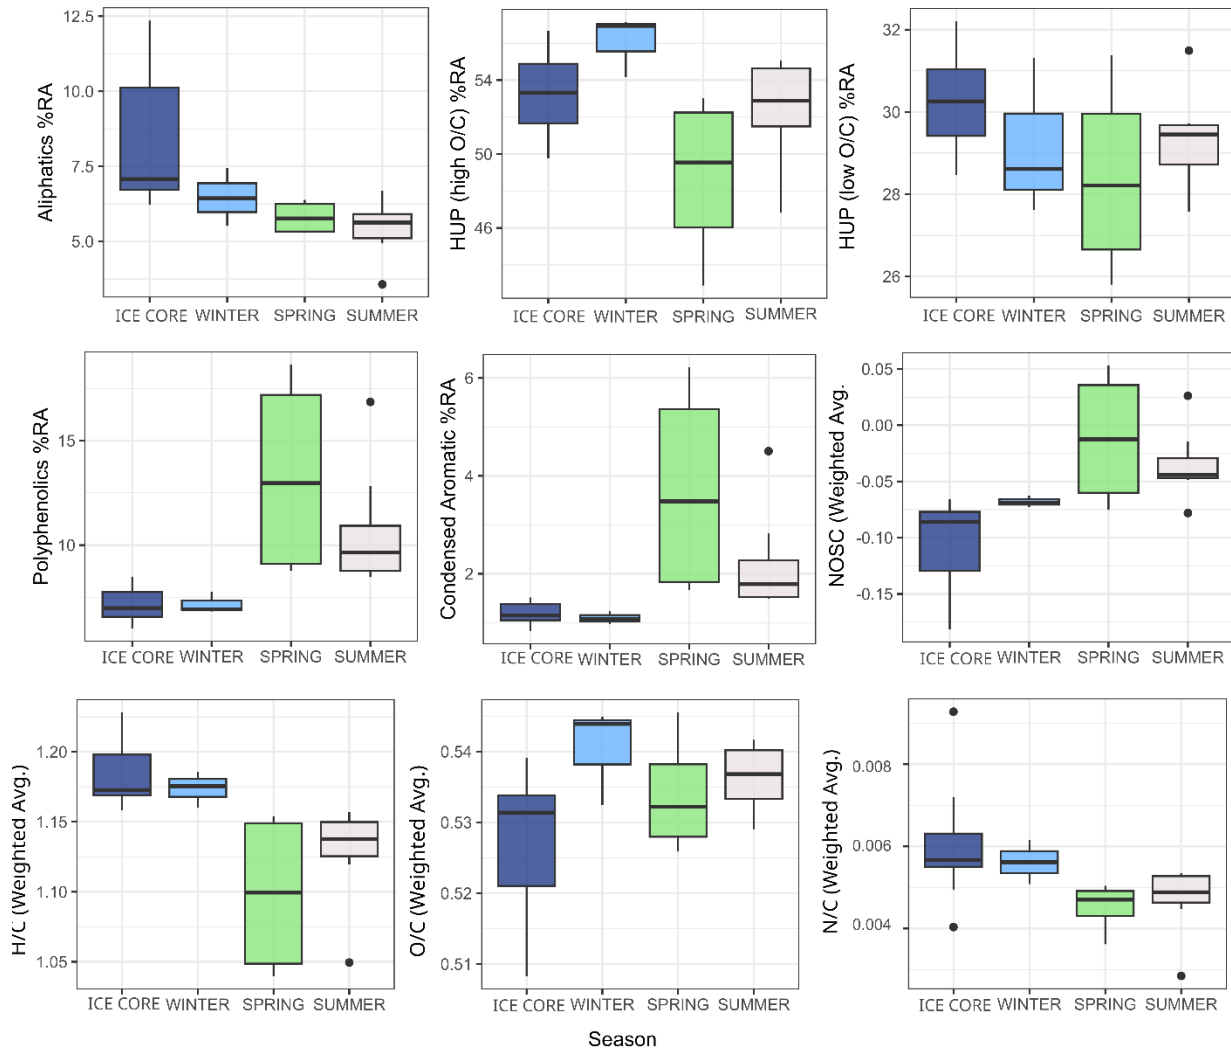 Aliphatics %RA
12.5
10.0
7.5
5.0
ICE CORE WINTER SPRING SUMMER
HUP (high O/C) %RA
54
50
46
ICE CORE WINTER SPRING SUMMER
HUP (low O/C) %RA
32
30
28
26
ICE CORE WINTER SPRING SUMMER
Polyphenolics %RA
15
10
ICE CORE WINTER SPRING SUMMER
Condensed Aromatic %RA
6
4
2
ICE CORE WINTER SPRING SUMMER
NOSC (Weighted Avg.
0.05
0.00
-0.05
-0.10
-0.15
ICE CORE WINTER SPRING SUMMER
H/C (Weighted Avg.)
1.20
1.15
1.10
1.05
ICE CORE WINTER SPRING SUMMER
O/C (Weighted Avg.)
0.54
0.53
0.52
0.51
ICE CORE WINTER SPRING SUMMER
N/C (Weighted Avg.)
0.008
0.006
0.004
ICE CORE WINTER SPRING SUMMER
Season